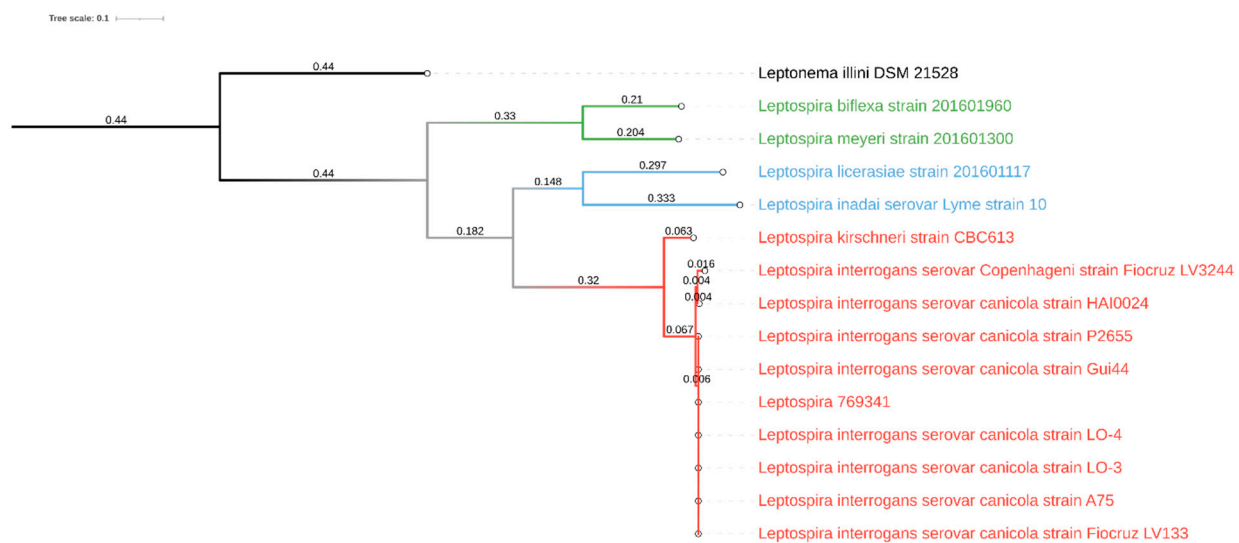 Tree scale: 0.1
0.44
Leptonema illini DSM 21528
0.21
Leptospira biflexa strain 201601960
0.44
0.33
0.204
Leptospira meyeri strain 201601300
0.297
Leptospira licerasiae strain 201601117
0.44
0.148
0.333
Leptospira inadai serovar Lyme strain 10
0.182
0.063
Leptospira kirschneri strain CBC613
0.016
Leptospira interrogans serovar Copenhageni strain Fiocruz LV3244
0.004
0.32
0.004
Leptospira interrogans serovar canicola strain HAI0024
0.067
Leptospira interrogans serovar canicola strain P2655
Leptospira interrogans serovar canicola strain Gui44
0.006
Leptospira 769341
Leptospira interrogans serovar canicola strain LO-4
Leptospira interrogans serovar canicola strain LO-3
Leptospira interrogans serovar canicola strain A75
Leptospira interrogans serovar canicola strain Fiocruz LV133